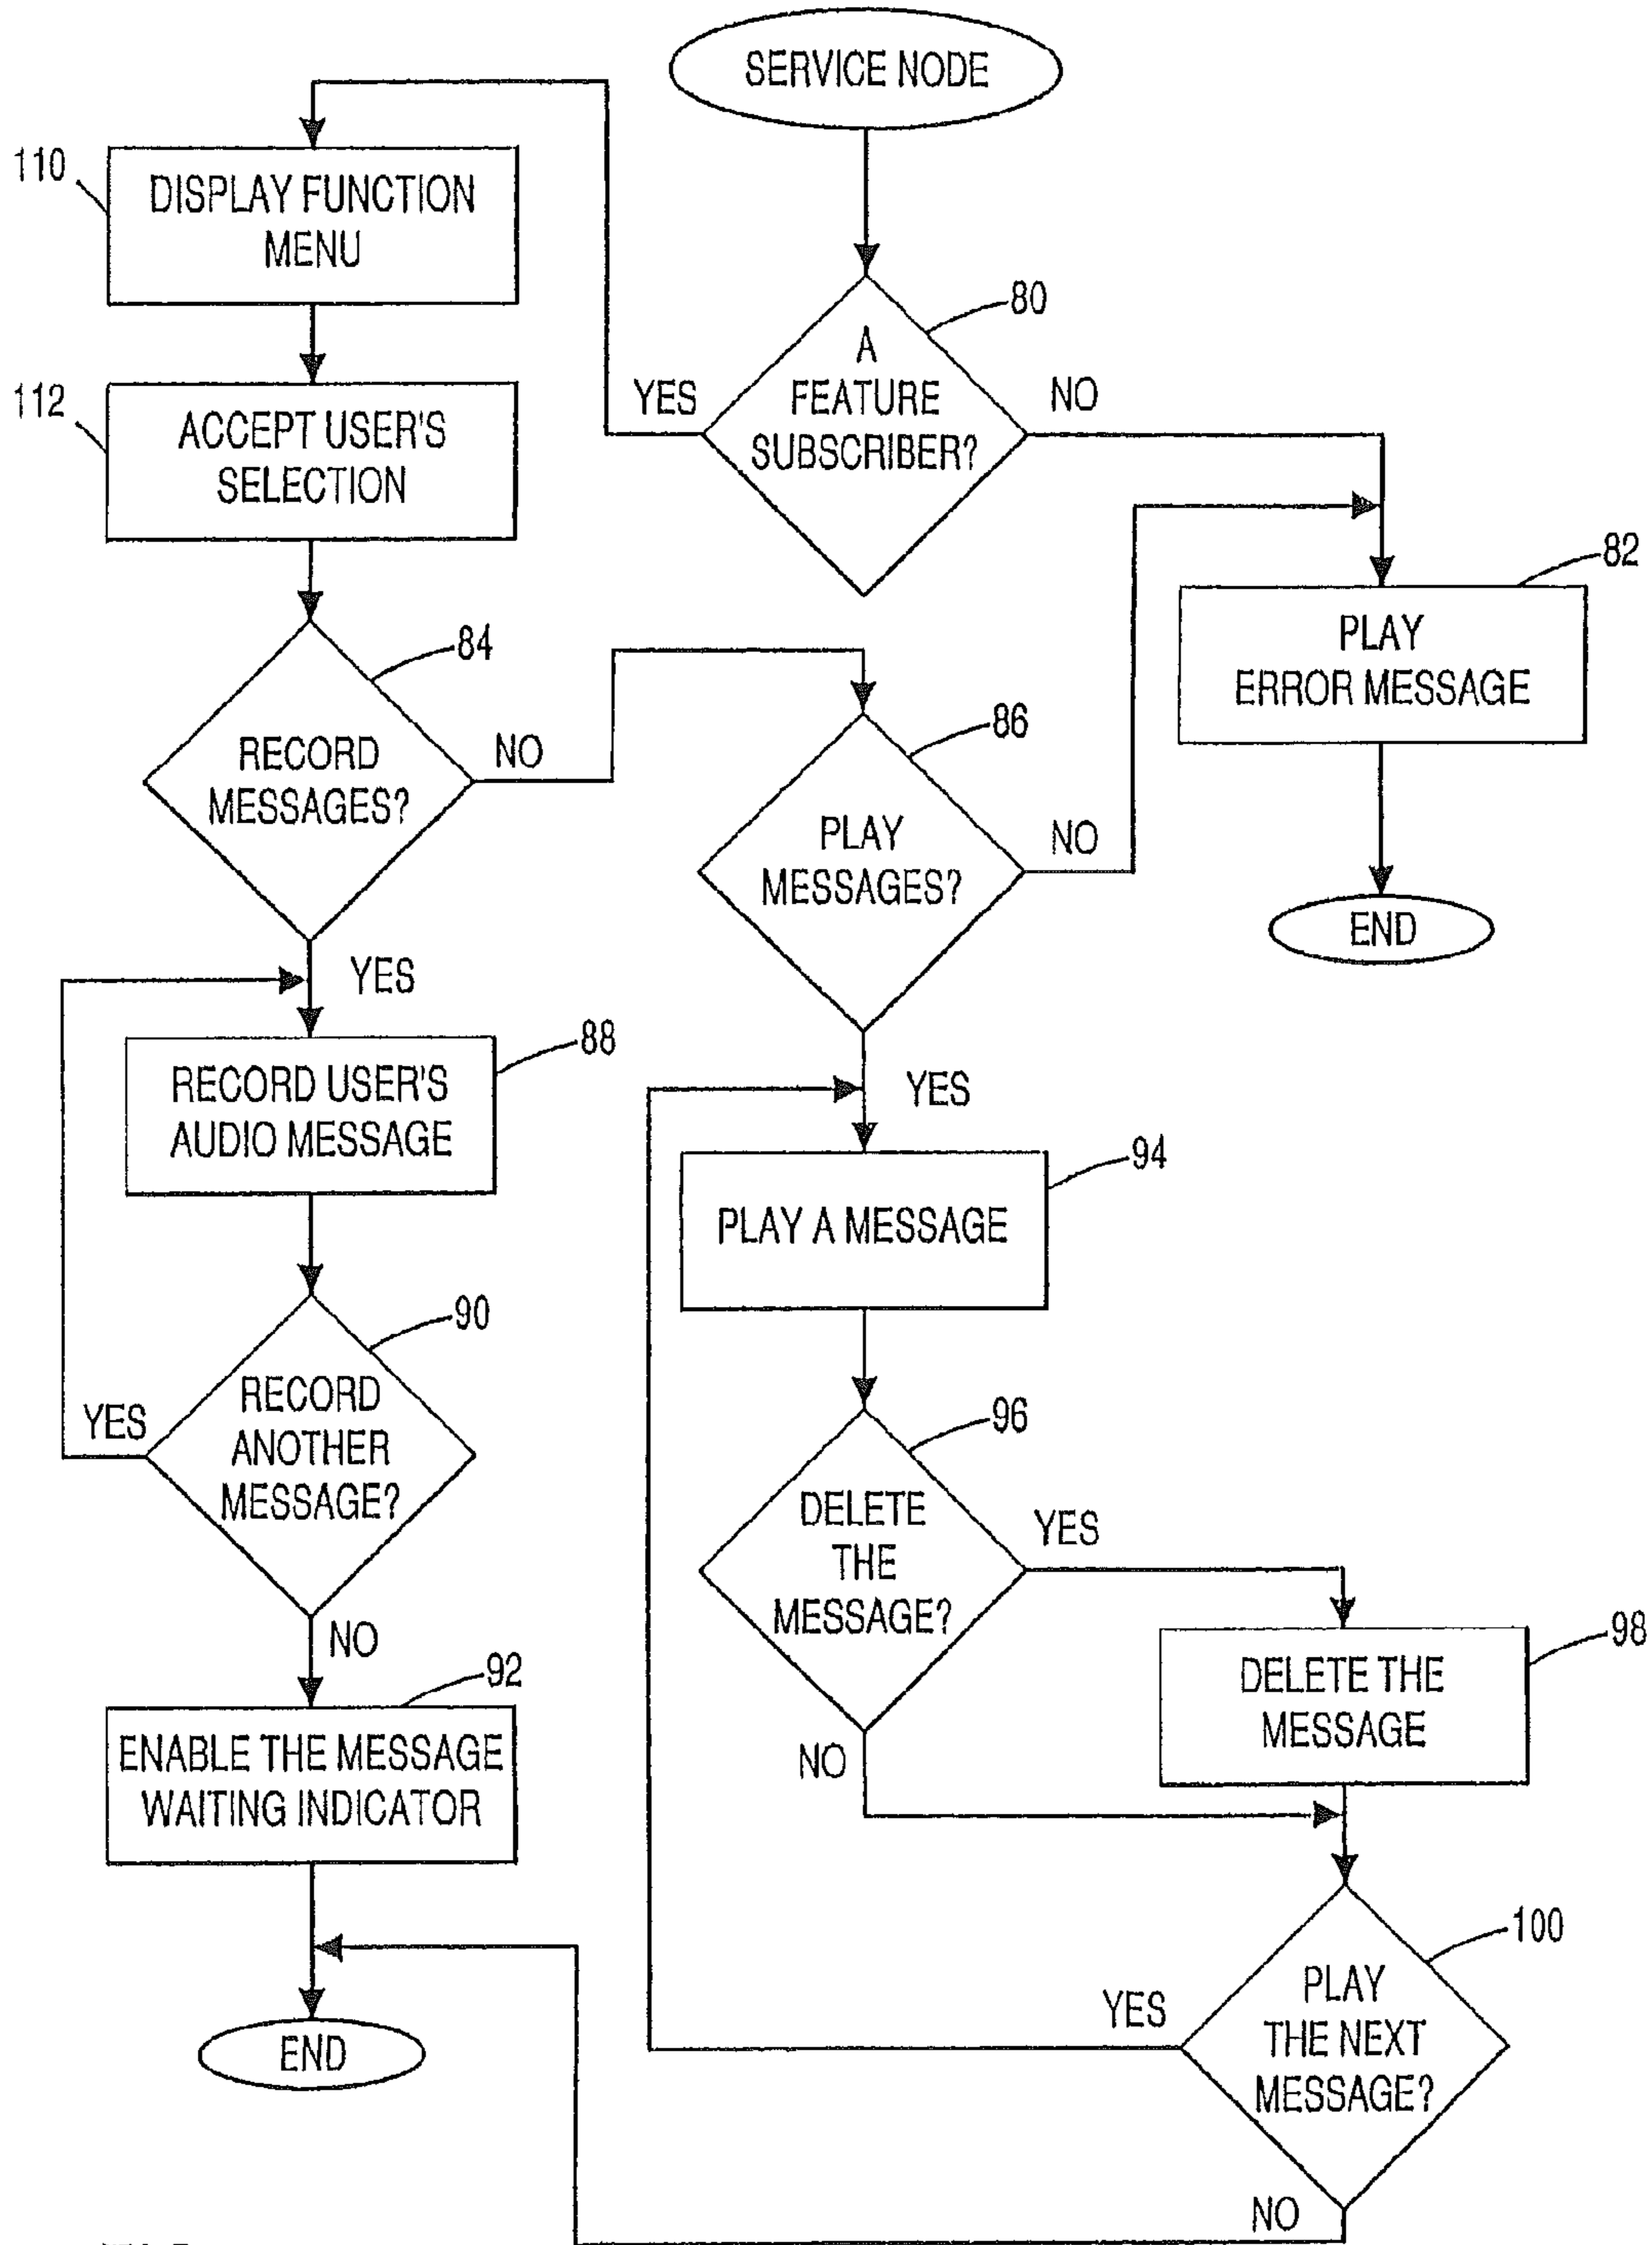 SERVICE NODE
110
DISPLAY FUNCTION
MENU
80
A
FEATURE
SUBSCRIBER?
YES
NO
112
ACCEPT USER'S
SELECTION
82
PLAY
ERROR MESSAGE
84
RECORD
MESSAGES?
NO
86
PLAY
MESSAGES?
NO
END
YES
88
RECORD USER'S
AUDIO MESSAGE
YES
94
PLAY A MESSAGE
90
RECORD
ANOTHER
MESSAGE?
YES
NO
96
DELETE
THE
MESSAGE?
YES
NO
98
DELETE THE
MESSAGE
92
ENABLE THE MESSAGE
WAITING INDICATOR
100
PLAY
THE NEXT
MESSAGE?
YES
NO
END